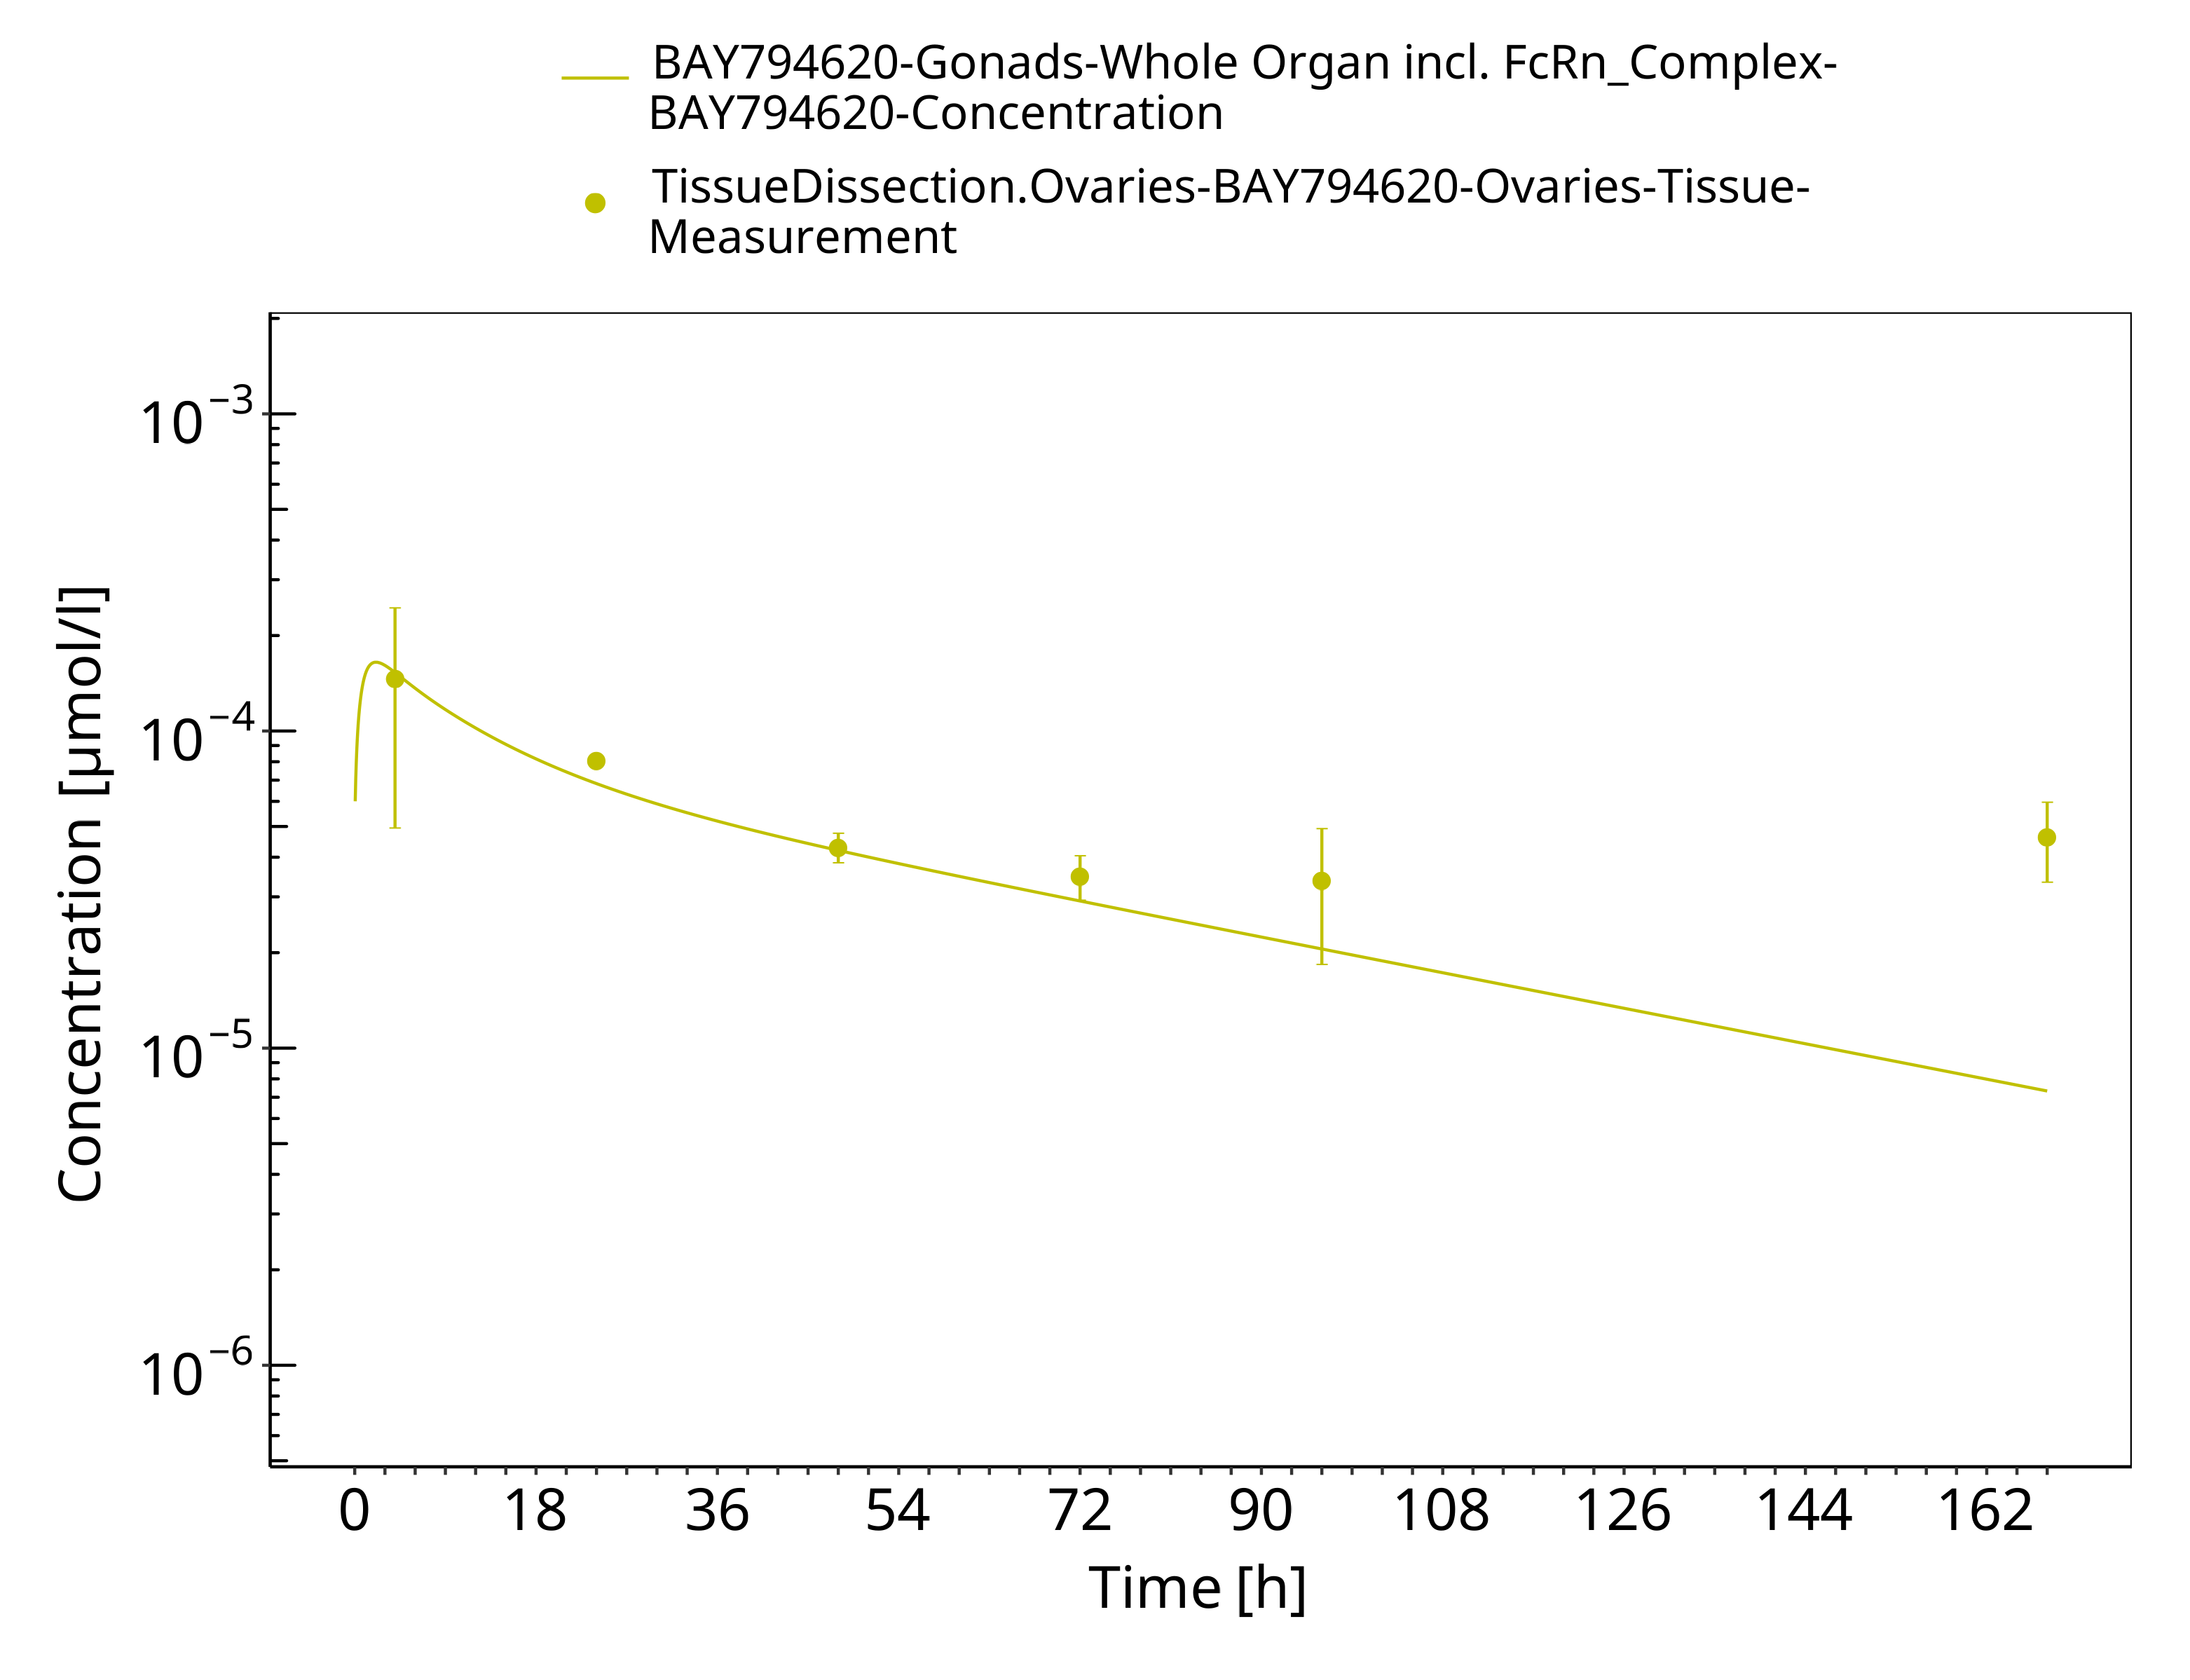 BAY794620-Gonads-Whole Organ incl. FcRn_Complex-
BAY794620-Concentration
TissueDissection.Ovaries-BAY794620-Ovaries-Tissue-
Measurement
Concentration [µmol/l]
10⁻³
10⁻⁴
10⁻⁵
10⁻⁶
0 18 36 54 72 90 108 126 144 162
Time [h]